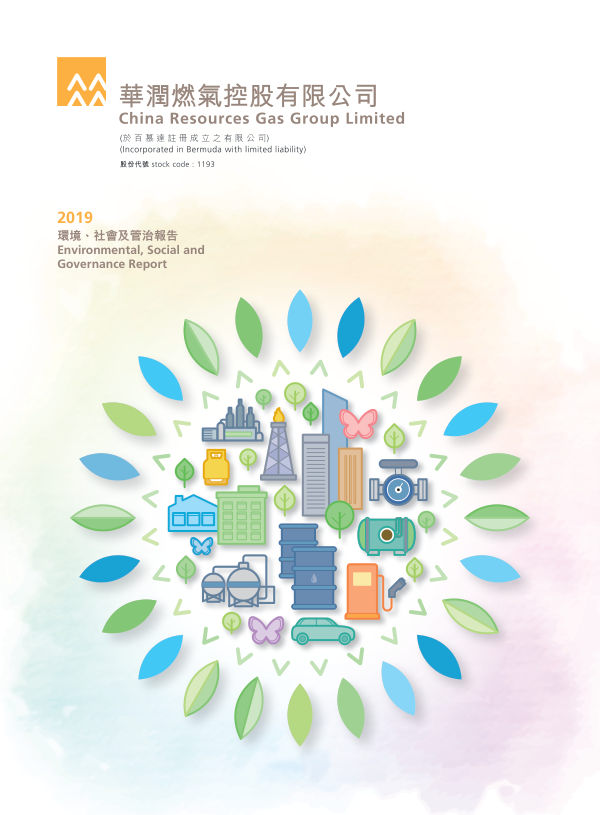 華潤燃氣控股有限公司
China Resources Gas Group Limited
(於百慕達註冊成立之有限公司)
(Incorporated in Bermuda with limited liability)
股份代號 stock code : 1193
2019
環境、社會及管治報告
Environmental, Social and
Governance Report